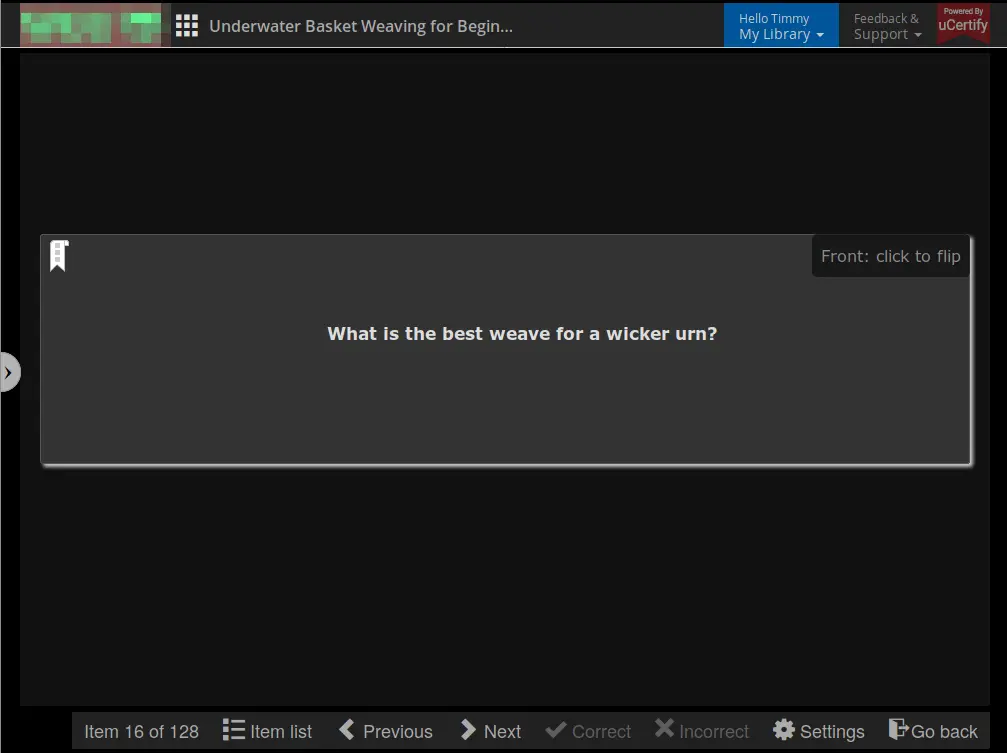 Underwater Basket Weaving for Begin...
Hello Timmy
My Library
Feedback &
Support
Powered By
uCertify
Front: click to flip
What is the best weave for a wicker urn?
Item 16 of 128
Item list
Previous
Next
Correct
Incorrect
Settings
Go back